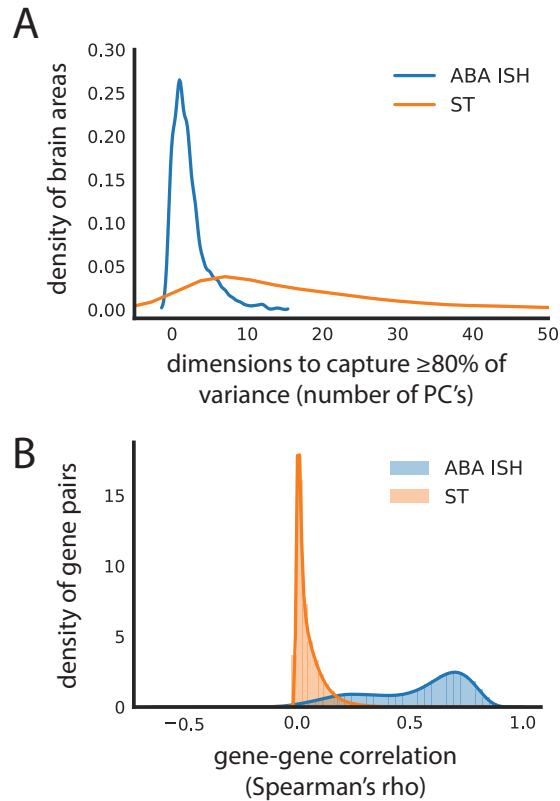 A
0.30
0.25
0.20
0.15
0.10
0.05
0.00
density of brain areas
ABA ISH
ST
0 10 20 30 40 50
dimensions to capture ≥80% of
variance (number of PC's)
B
15
10
5
0
density of gene pairs
ABA ISH
ST
−0.5 0.0 0.5 1.0
gene-gene correlation
(Spearman's rho)